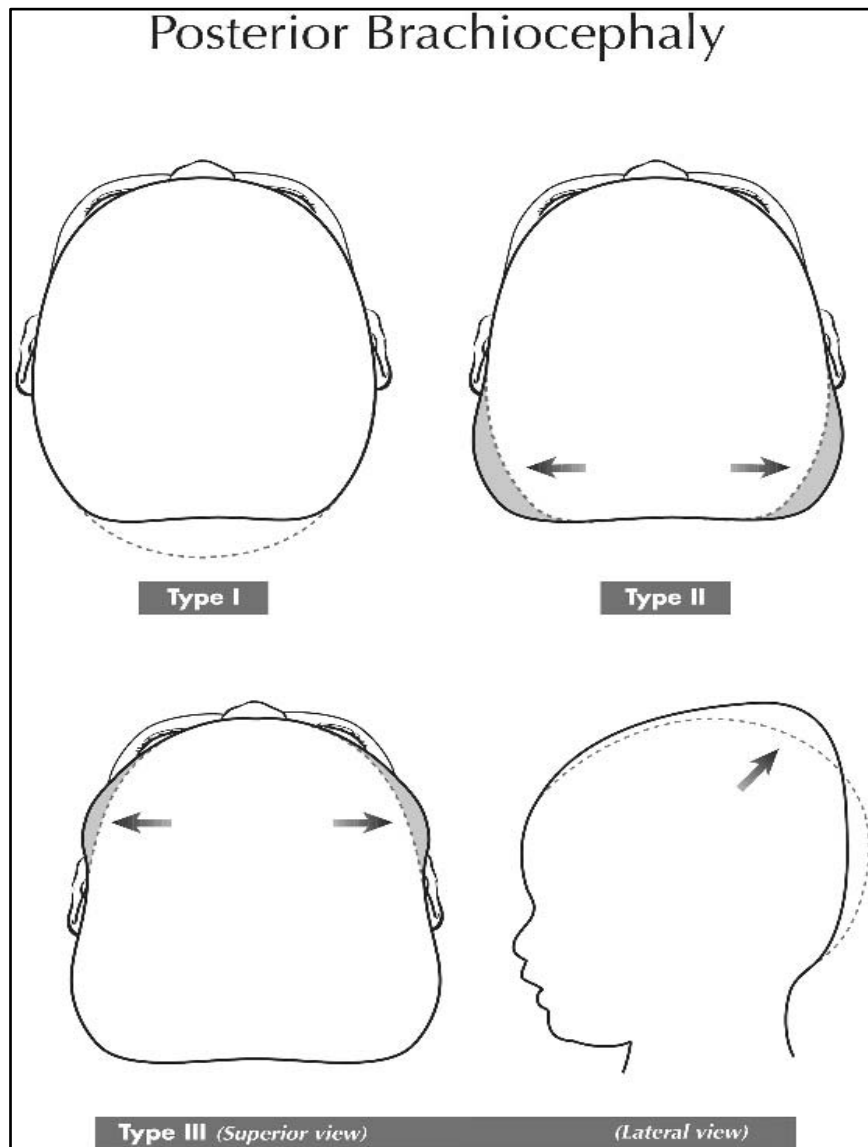 Posterior Brachiocephaly
Type I
Type II
Type III (Superior view)
(Lateral view)